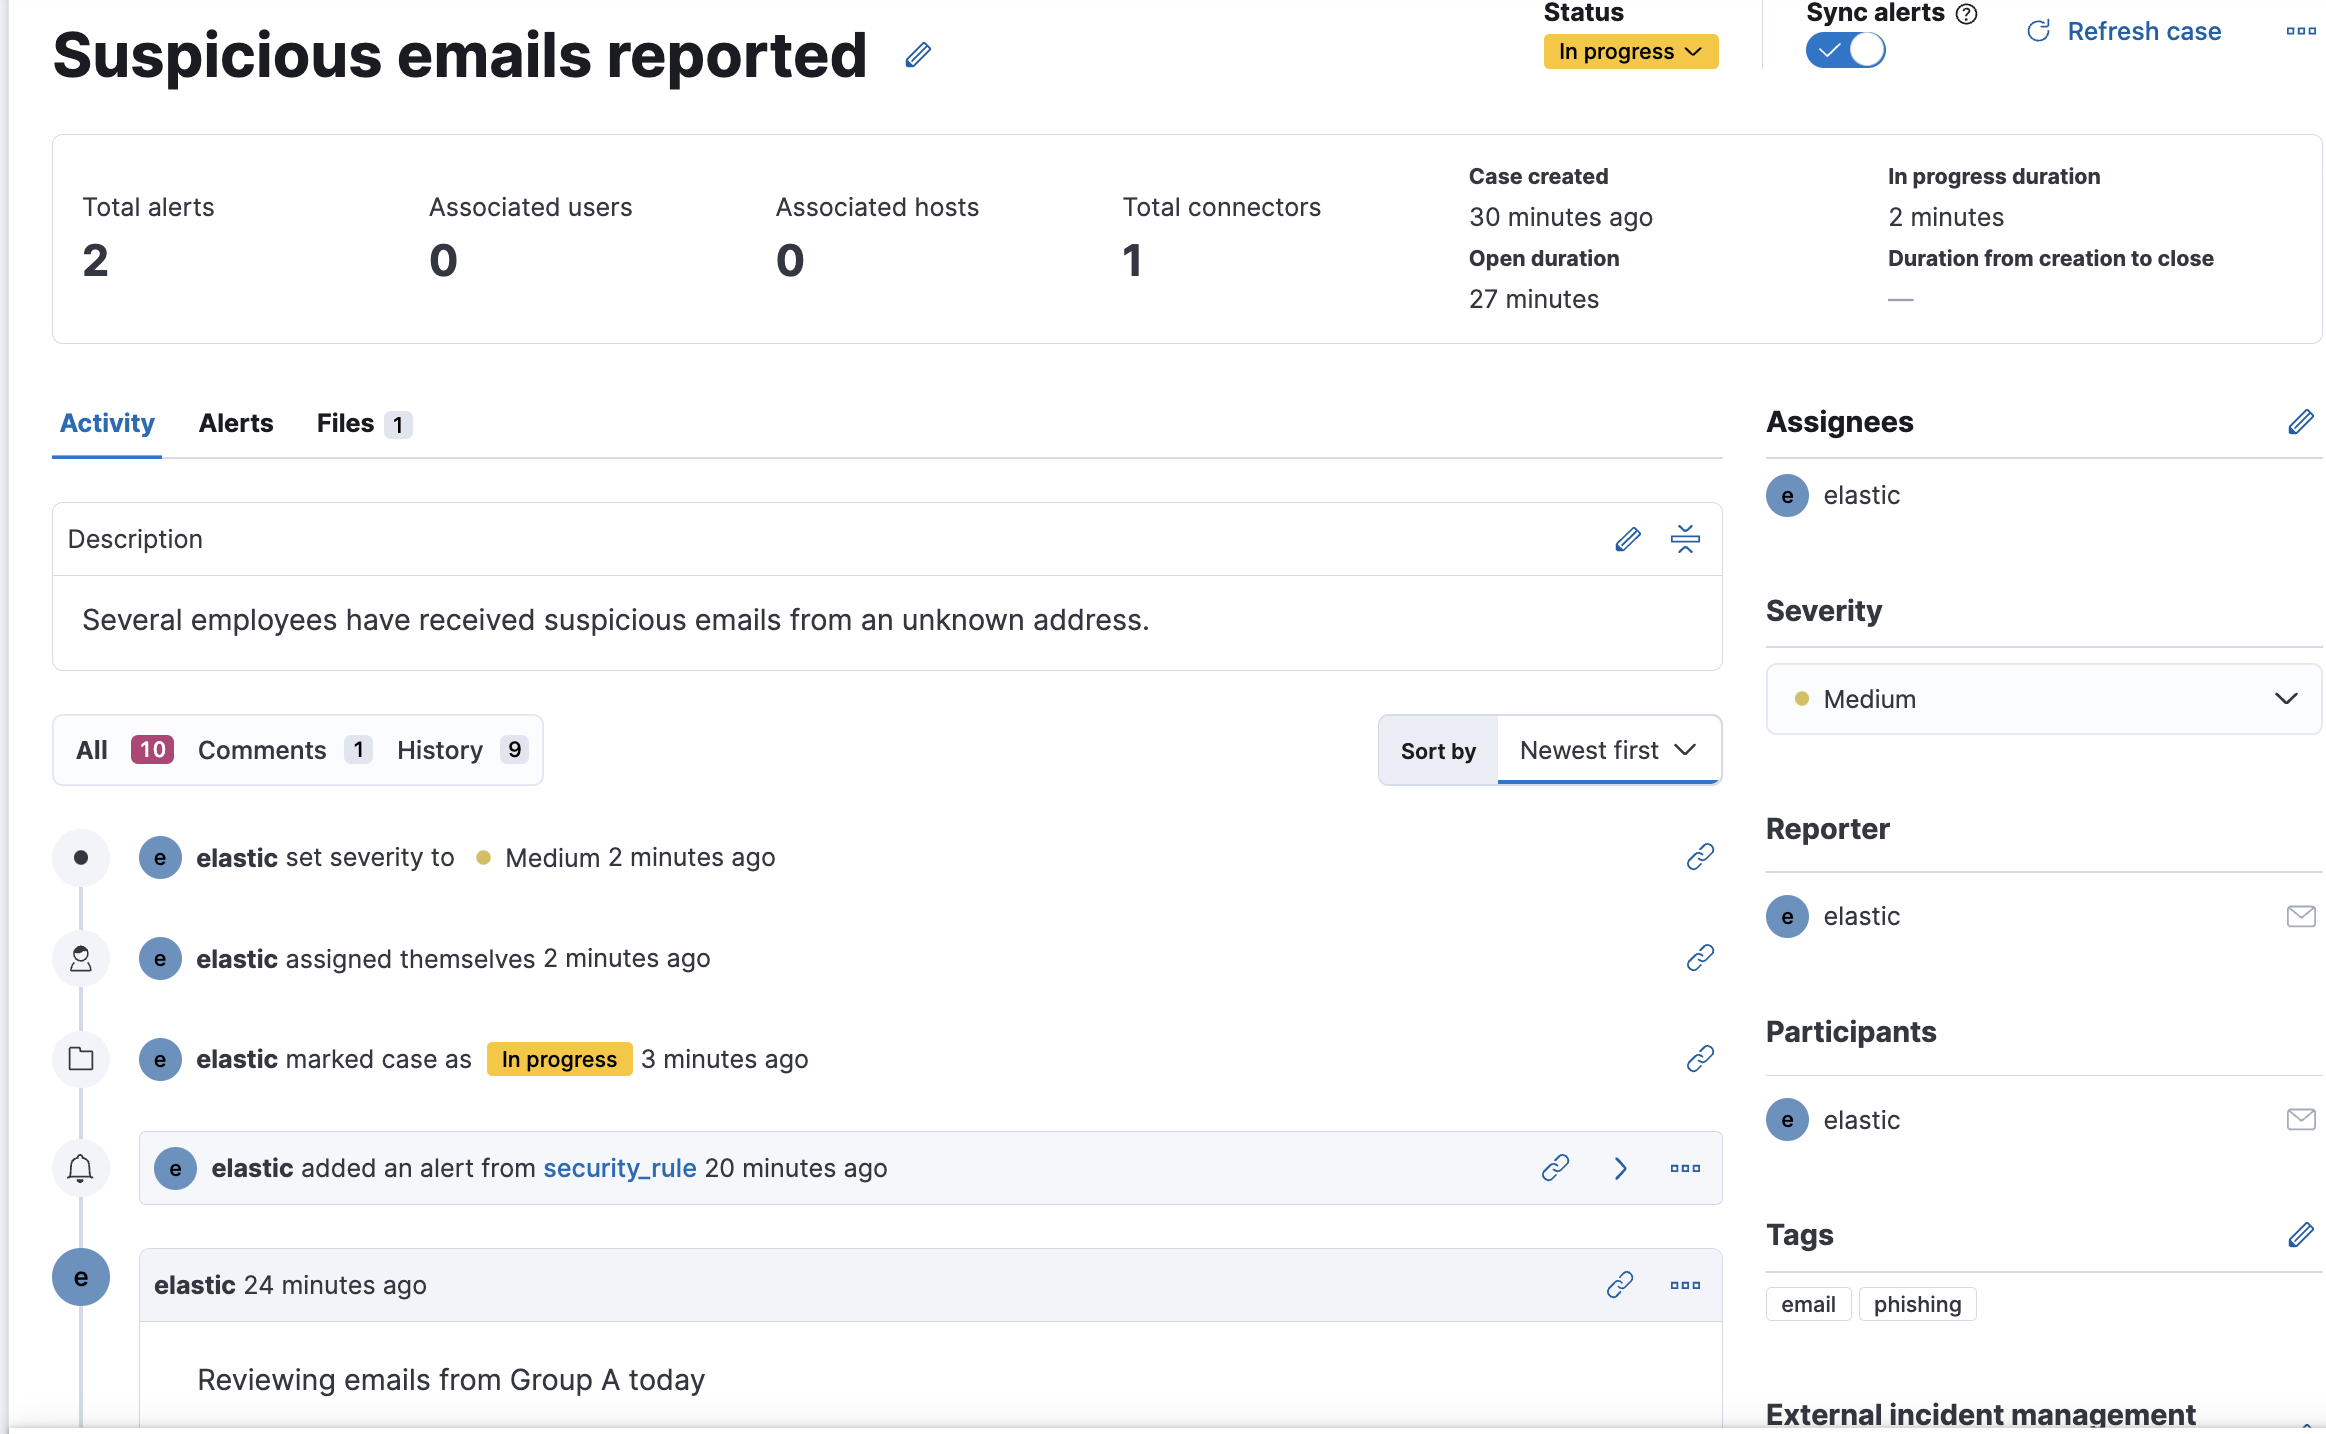 Suspicious emails reported
Status
In progress
Sync alerts
Refresh case
Total alerts
2
Associated users
0
Associated hosts
0
Total connectors
1
Case created
30 minutes ago
Open duration
27 minutes
In progress duration
2 minutes
Duration from creation to close
—
Activity Alerts Files 1
Description
Several employees have received suspicious emails from an unknown address.
All 10 Comments 1 History 9
Sort by Newest first
e elastic set severity to Medium 2 minutes ago
e elastic assigned themselves 2 minutes ago
e elastic marked case as In progress 3 minutes ago
e elastic added an alert from security_rule 20 minutes ago
e elastic 24 minutes ago
Reviewing emails from Group A today
Assignees
e elastic
Severity
Medium
Reporter
e elastic
Participants
e elastic
Tags
email phishing
External incident management